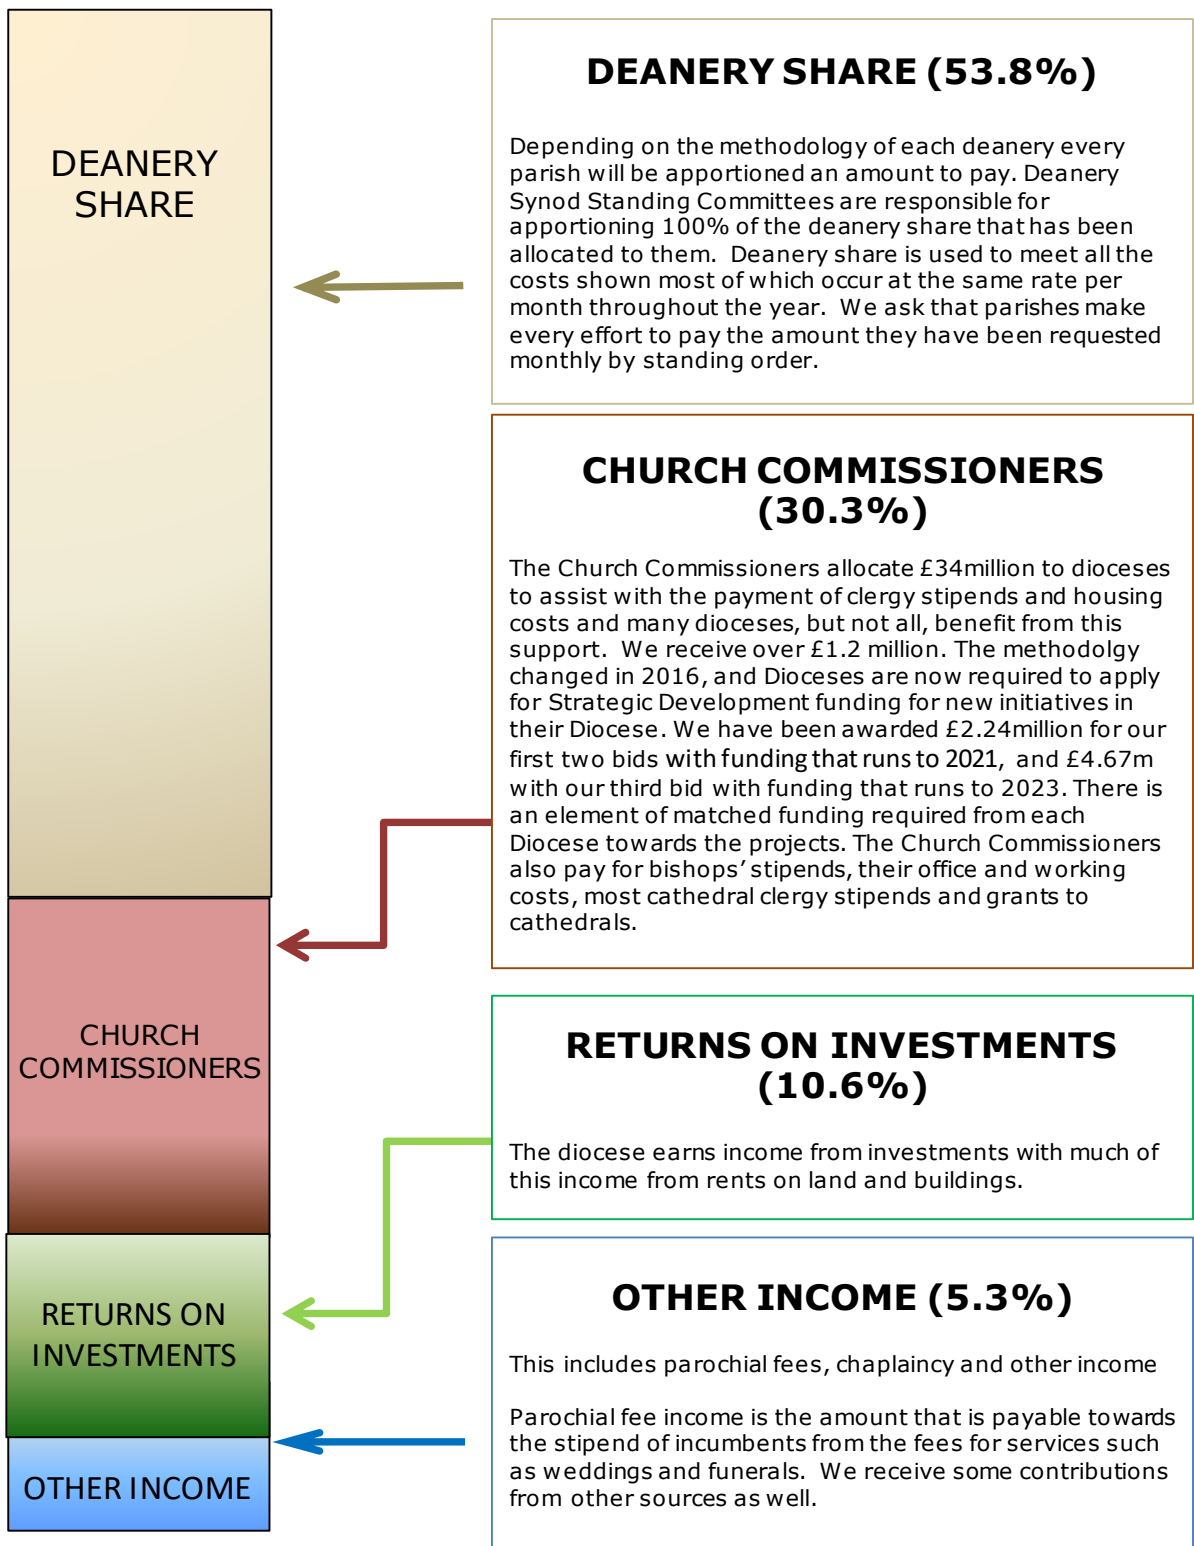 DEANERY
SHARE
CHURCH
COMMISSIONERS
RETURNS ON
INVESTMENTS
OTHER INCOME
DEANERY SHARE (53.8%)
Depending on the methodology of each deanery every
parish will be apportioned an amount to pay. Deanery
Synod Standing Committees are responsible for
apportioning 100% of the deanery share that has been
allocated to them.  Deanery share is used to meet all the
costs shown most of which occur at the same rate per
month throughout the year.  We ask that parishes make
every effort to pay the amount they have been requested
monthly by standing order.
CHURCH COMMISSIONERS
(30.3%)
The Church Commissioners allocate £34million to dioceses
to assist with the payment of clergy stipends and housing
costs and many dioceses, but not all, benefit from this
support.  We receive over £1.2 million. The methodolgy
changed in 2016, and Dioceses are now required to apply
for Strategic Development funding for new initiatives in
their Diocese. We have been awarded £2.24million for our
first two bids with funding that runs to 2021, and £4.67m
with our third bid with funding that runs to 2023. There is
an element of matched funding required from each
Diocese towards the projects. The Church Commissioners
also pay for bishops’ stipends, their office and working
costs, most cathedral clergy stipends and grants to
cathedrals.
RETURNS ON INVESTMENTS
(10.6%)
The diocese earns income from investments with much of
this income from rents on land and buildings.
OTHER INCOME (5.3%)
This includes parochial fees, chaplaincy and other income
Parochial fee income is the amount that is payable towards
the stipend of incumbents from the fees for services such
as weddings and funerals.  We receive some contributions
from other sources as well.